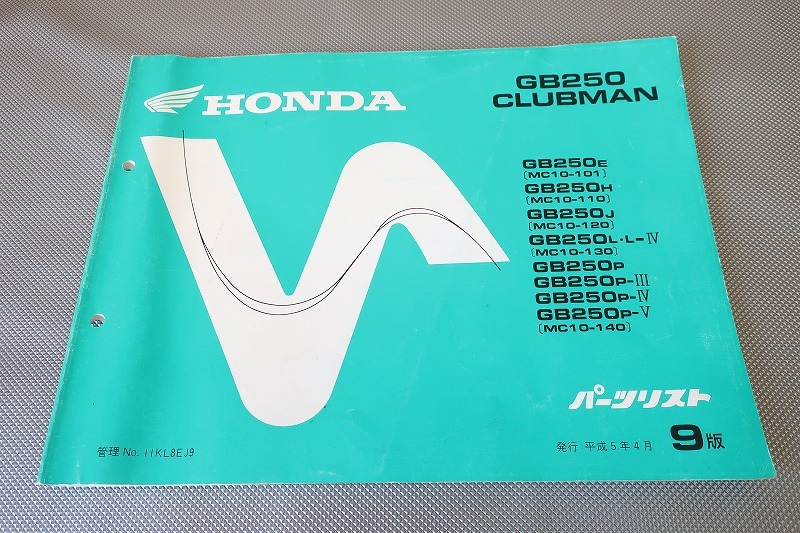 HONDA
GB250
CLUBMAN
GB250E
(MC10-101)
GB250H
(MC10-110)
GB250J
(MC10-120)
GB250L・L-Ⅳ
(MC10-130)
GB250P
GB250P-Ⅲ
GB250P-Ⅳ
GB250P-Ⅴ
(MC10-140)
パーツリスト
管理 No. 11KL8EJ9
発行 平成5年4月 9版